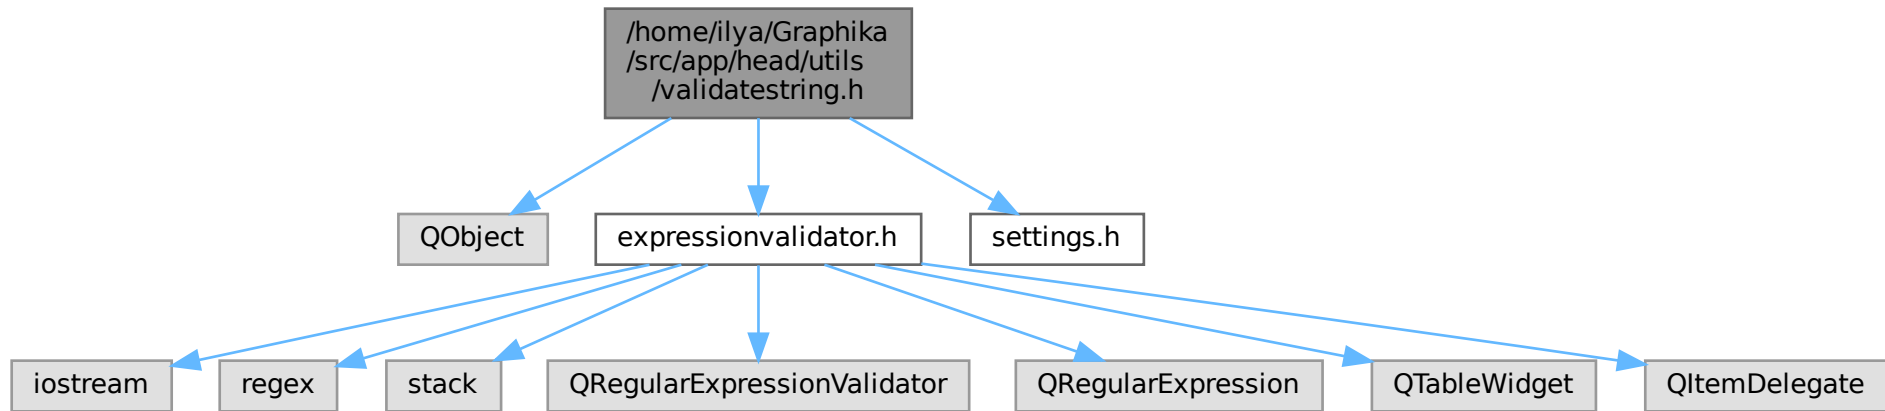 /home/ilya/Graphika
/src/app/head/utils
/validatestring.h
QObject
expressionvalidator.h
settings.h
iostream
regex
stack
QRegularExpressionValidator
QRegularExpression
QTableWidget
QItemDelegate